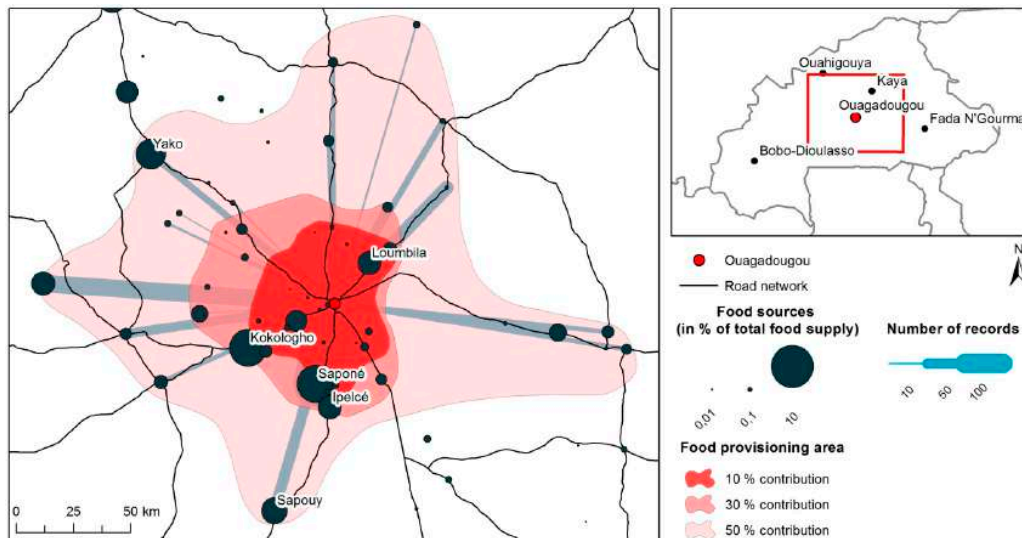 Yako
Loumbila
Kokologho
Saponé
Ipelcé
Sapouy
0 25 50 km
Ouahigouya
Kaya
Ouagadougou
Fada N'Gourma
Bobo-Dioulasso
N
Ouagadougou
Road network
Food sources
(in % of total food supply)
0.01
0.1
10
Number of records
10
50
100
Food provisioning area
10 % contribution
30 % contribution
50 % contribution